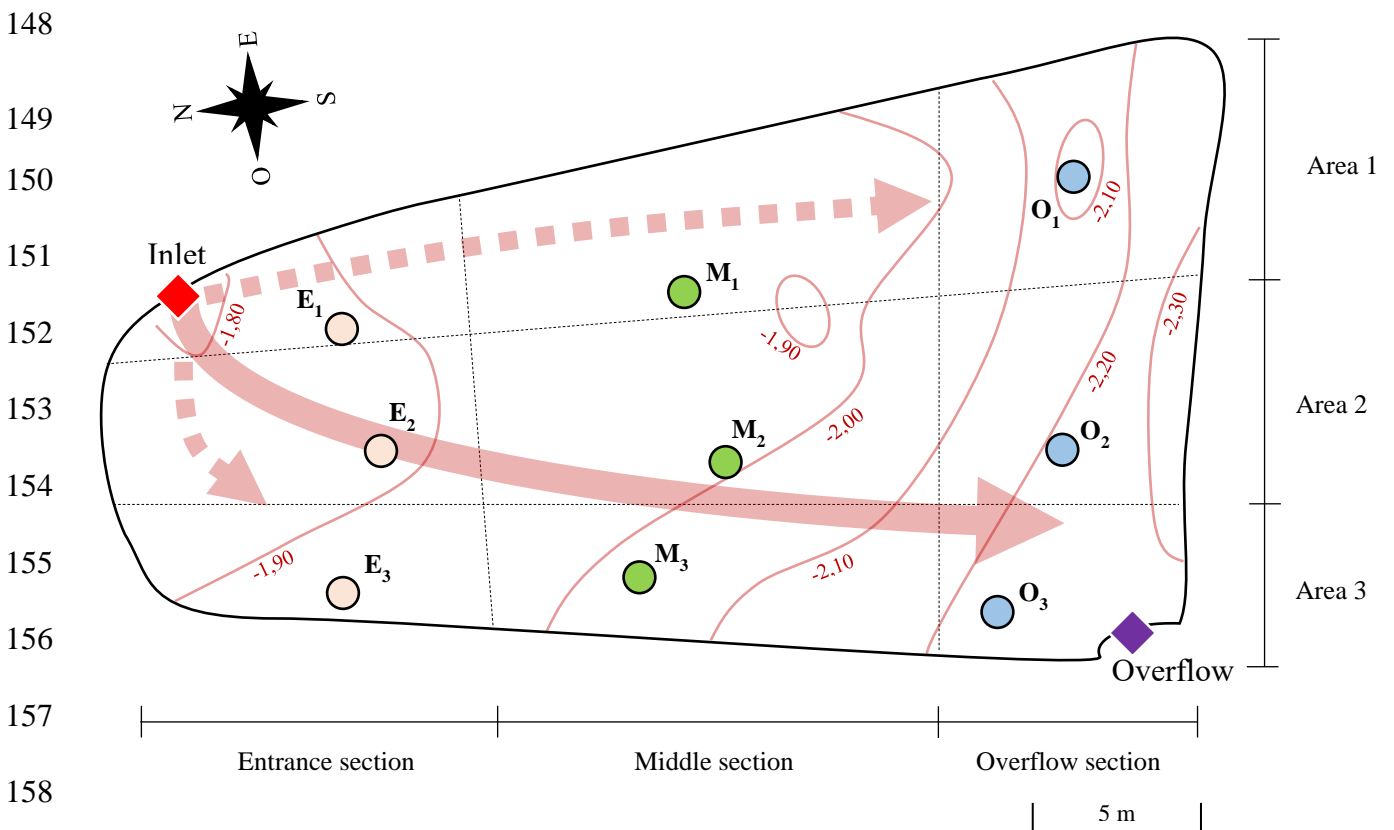 148
E
N
S
O
149
150
Area 1
O1
-2,10
151
Inlet
M1
E1
-1,80
-2,30
152
-1,90
-2,20
153
Area 2
E2
-2,00
M2
O2
154
155
-1,90
E3
M3
-2,10
Area 3
O3
156
Overflow
157
Entrance section
Middle section
Overflow section
158
5 m